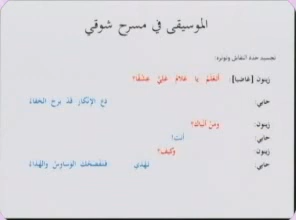 الموسيقى في مسرح شوقي
تجسيد حدة التقابل وتوتره:
زينون [غاضبا]: أتعلم يا غلام عليّ عشقا؟
حابي: دع الإنكار قد برح الخفاءُ
زينون: ومن أنباك؟
حابي: أنت!
زينون: وكيف؟
حابي: تهذي فتفضحك الوساوس والهذاءُ